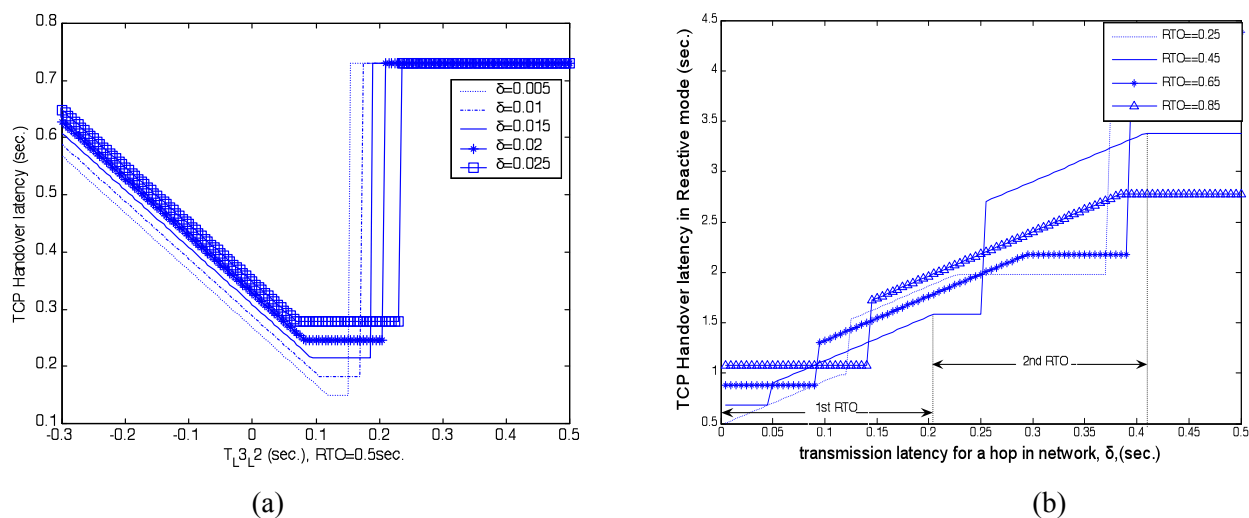 0.8
0.7
0.6
0.5
0.4
0.3
0.2
0.1
TCP Handover latency (sec.)
δ=0.005
δ=0.01
δ=0.015
δ=0.02
δ=0.025
-0.3 -0.2 -0.1 0 0.1 0.2 0.3 0.4 0.5
T_L3_L2 (sec.), RTO=0.5sec.
(a)
4.5
4
3.5
3
2.5
2
1.5
1
0.5
TCP Handover latency in Reactive mode (sec.)
RTO==0.25
RTO==0.45
RTO==0.65
RTO==0.85
2nd RTO
1st RTO
0 0.05 0.1 0.15 0.2 0.25 0.3 0.35 0.4 0.45 0.5
transmission latency for a hop in network, δ,(sec.)
(b)